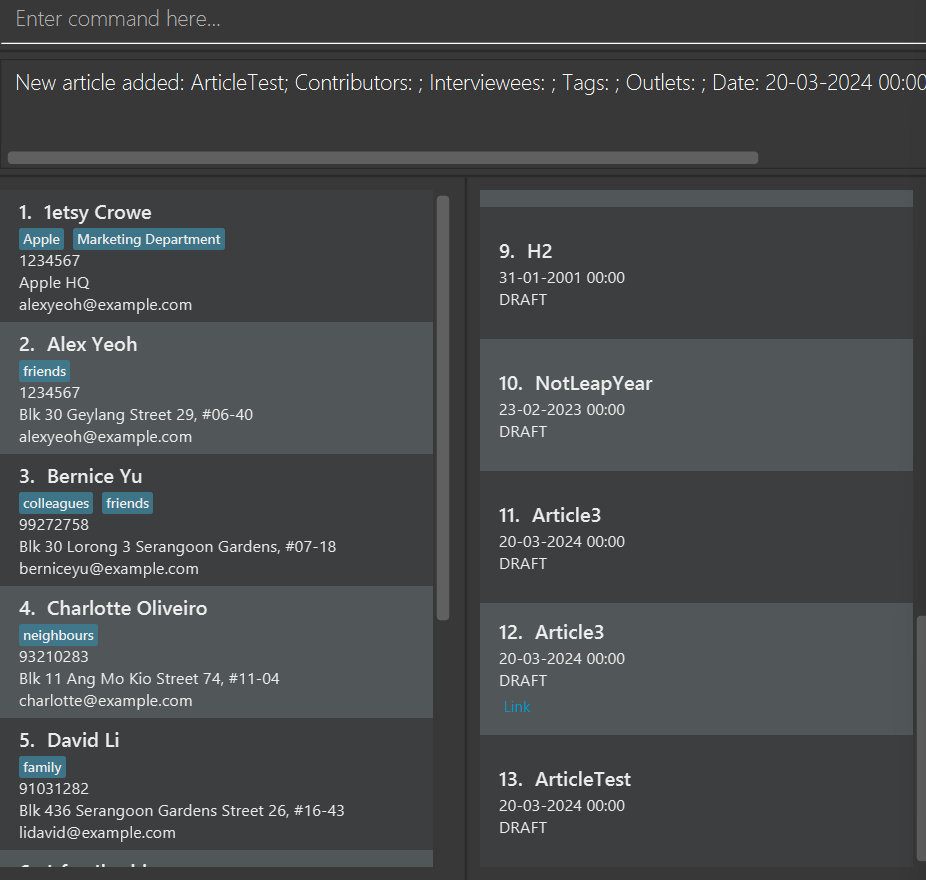 Enter command here...
New article added: ArticleTest; Contributors: ; Interviewees: ; Tags: ; Outlets: ; Date: 20-03-2024 00:00
1. 1etsy Crowe
Apple Marketing Department
1234567
Apple HQ
alexyeoh@example.com
2. Alex Yeoh
friends
1234567
Blk 30 Geylang Street 29, #06-40
alexyeoh@example.com
3. Bernice Yu
colleagues friends
99272758
Blk 30 Lorong 3 Serangoon Gardens, #07-18
berniceyu@example.com
4. Charlotte Oliveiro
neighbours
93210283
Blk 11 Ang Mo Kio Street 74, #11-04
charlotte@example.com
5. David Li
family
91031282
Blk 436 Serangoon Gardens Street 26, #16-43
lidavid@example.com
9. H2
31-01-2001 00:00
DRAFT
10. NotLeapYear
23-02-2023 00:00
DRAFT
11. Article3
20-03-2024 00:00
DRAFT
12. Article3
20-03-2024 00:00
DRAFT
Link
13. ArticleTest
20-03-2024 00:00
DRAFT